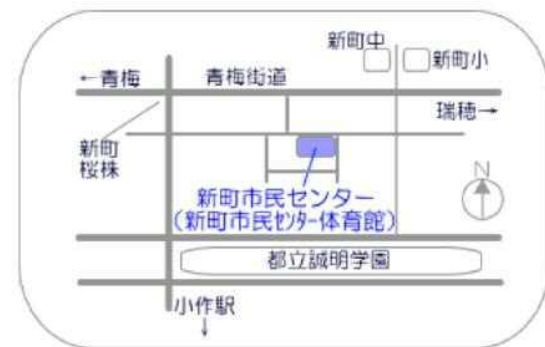 新町中
新町小
←青梅
青梅街道
瑞穂→
新町
桜株
N
新町市民センター
(新町市民センター体育館)
都立誠明学園
小作駅
↓